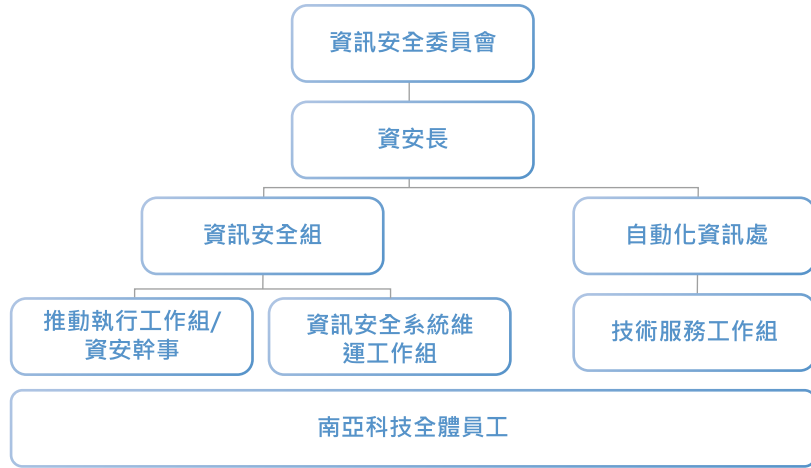 資訊安全委員會
資安長
資訊安全組
自動化資訊處
推動執行工作組/
資安幹事
資訊安全系統維
運工作組
技術服務工作組
南亞科技全體員工